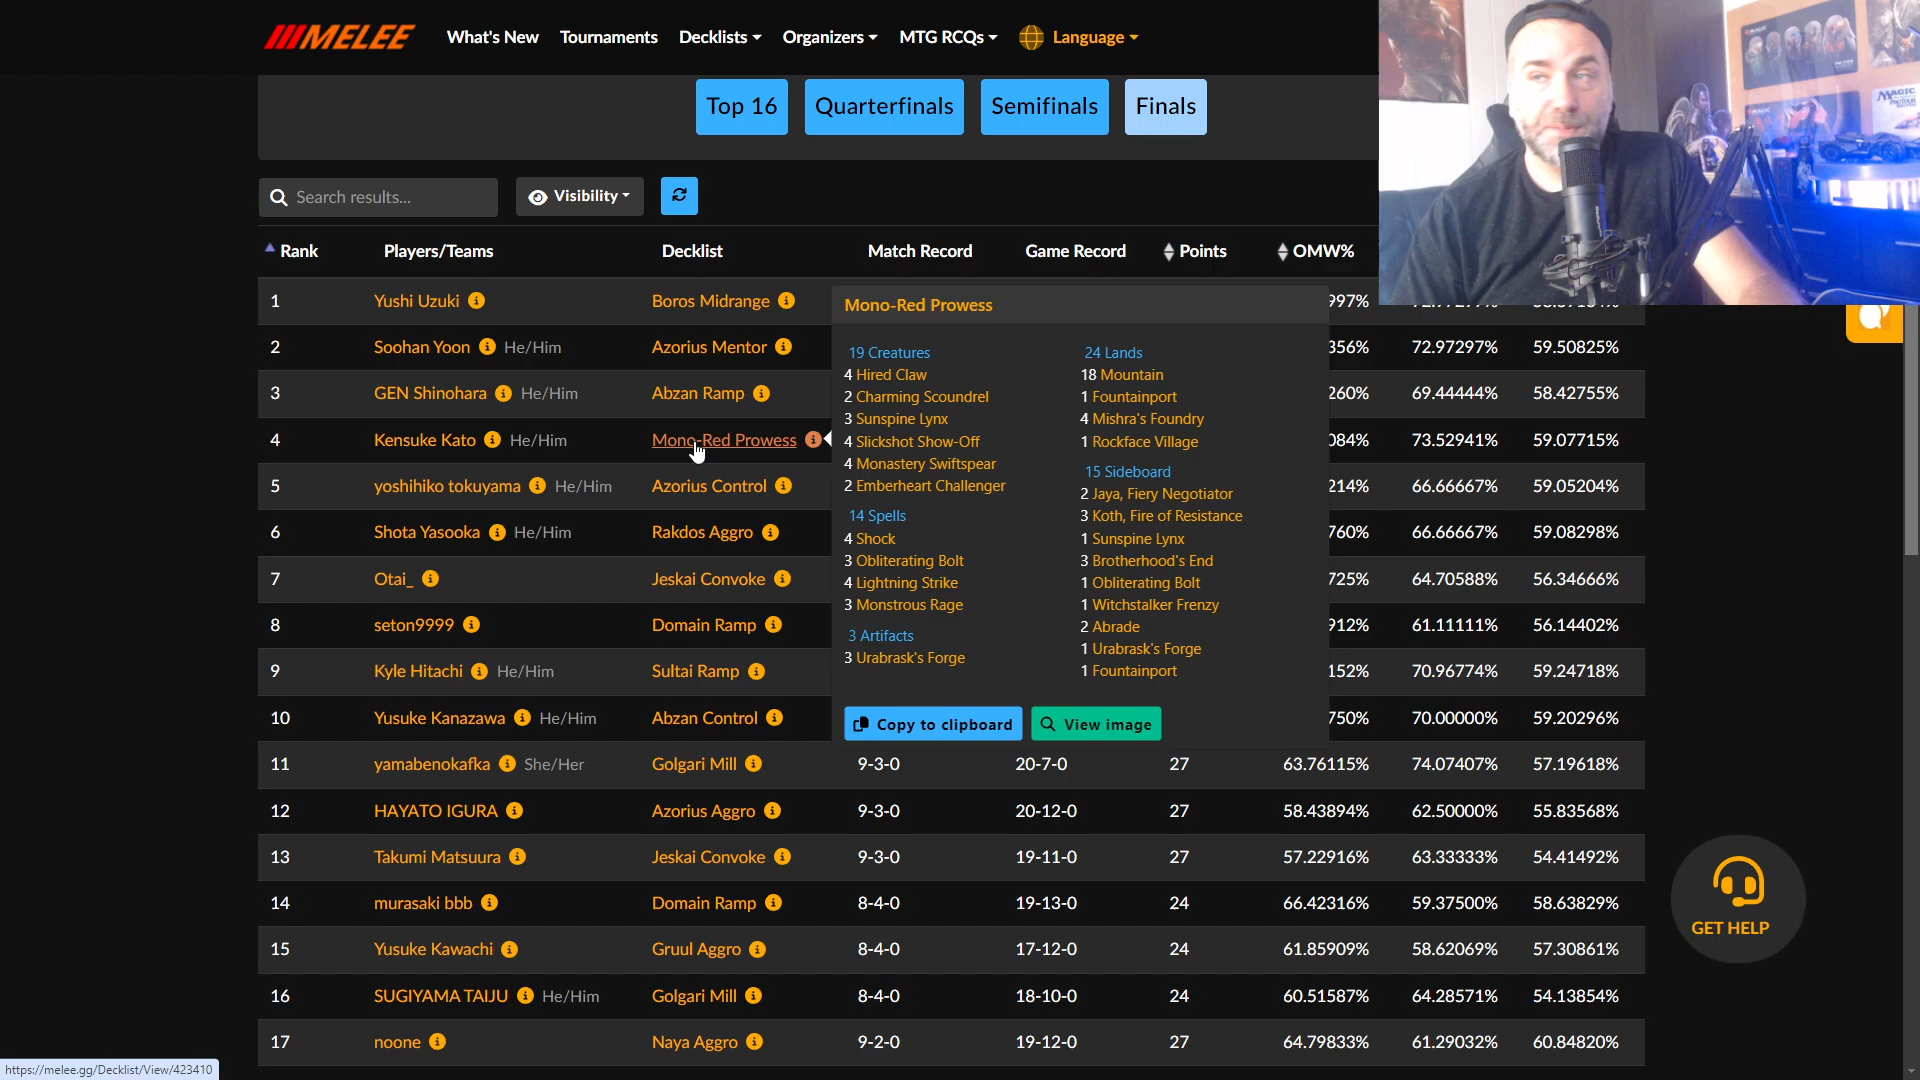 MELEE
What's New
Tournaments
Decklists
Organizers
MTG RCQs
Language
Top 16
Quarterfinals
Semifinals
Finals
Search results...
Visibility
Rank Players/Teams Decklist Match Record Game Record Points OMW%
1 Yushi Uzuki Boros Midrange 997%
2 Soohan Yoon He/Him Azorius Mentor 356% 72.97297% 59.50825%
3 GEN Shinohara He/Him Abzan Ramp 260% 69.44444% 58.42755%
4 Kensuke Kato He/Him Mono-Red Prowess 084% 73.52941% 59.07715%
5 yoshihiko tokuyama He/Him Azorius Control 214% 66.66667% 59.05204%
6 Shota Yasooka He/Him Rakdos Aggro 760% 66.66667% 59.08298%
7 Otai_ Jeskai Convoke 725% 64.70588% 56.34666%
8 seton9999 Domain Ramp 912% 61.11111% 56.14402%
9 Kyle Hitachi He/Him Sultai Ramp 152% 70.96774% 59.24718%
10 Yusuke Kanazawa He/Him Abzan Control 750% 70.00000% 59.20296%
11 yamabenokafka She/Her Golgari Mill 9-3-0 20-7-0 27 63.76115% 74.07407% 57.19618%
12 HAYATO IGURA Azorius Aggro 9-3-0 20-12-0 27 58.43894% 62.50000% 55.83568%
13 Takumi Matsuura Jeskai Convoke 9-3-0 19-11-0 27 57.22916% 63.33333% 54.41492%
14 murasaki bbb Domain Ramp 8-4-0 19-13-0 24 66.42316% 59.37500% 58.63829%
15 Yusuke Kawachi Gruul Aggro 8-4-0 17-12-0 24 61.85909% 58.62069% 57.30861%
16 SUGIYAMA TAIJU He/Him Golgari Mill 8-4-0 18-10-0 24 60.51587% 64.28571% 54.13854%
17 noone Naya Aggro 9-2-0 19-12-0 27 64.79833% 61.29032% 60.84820%
Mono-Red Prowess
19 Creatures
4 Hired Claw
2 Charming Scoundrel
3 Sunspine Lynx
4 Slickshot Show-Off
4 Monastery Swiftspear
2 Emberheart Challenger
14 Spells
4 Shock
3 Obliterating Bolt
4 Lightning Strike
3 Monstrous Rage
3 Artifacts
3 Urabrask's Forge
24 Lands
18 Mountain
1 Fountainport
4 Mishra's Foundry
1 Rockface Village
15 Sideboard
2 Jaya, Fiery Negotiator
3 Koth, Fire of Resistance
1 Sunspine Lynx
3 Brotherhood's End
1 Obliterating Bolt
1 Witchstalker Frenzy
2 Abrade
1 Urabrask's Forge
1 Fountainport
Copy to clipboard
View image
GET HELP
MAGIC
https://melee.gg/Decklist/View/423410